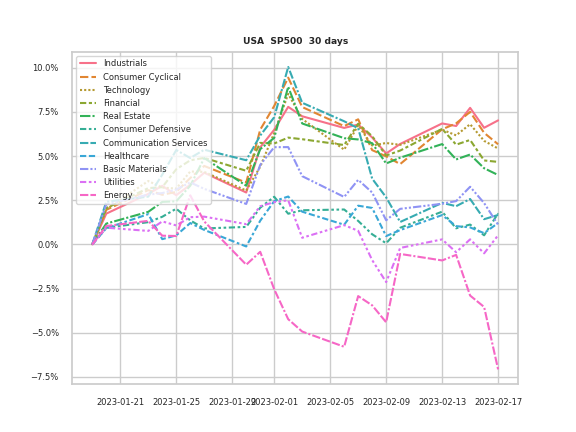 USA SP500 30 days
10.0%
7.5%
5.0%
2.5%
0.0%
−2.5%
−5.0%
−7.5%
Industrials
Consumer Cyclical
Technology
Financial
Real Estate
Consumer Defensive
Communication Services
Healthcare
Basic Materials
Utilities
Energy
2023-01-21 2023-01-25 2023-01-29 2023-02-01 2023-02-05 2023-02-09 2023-02-13 2023-02-17